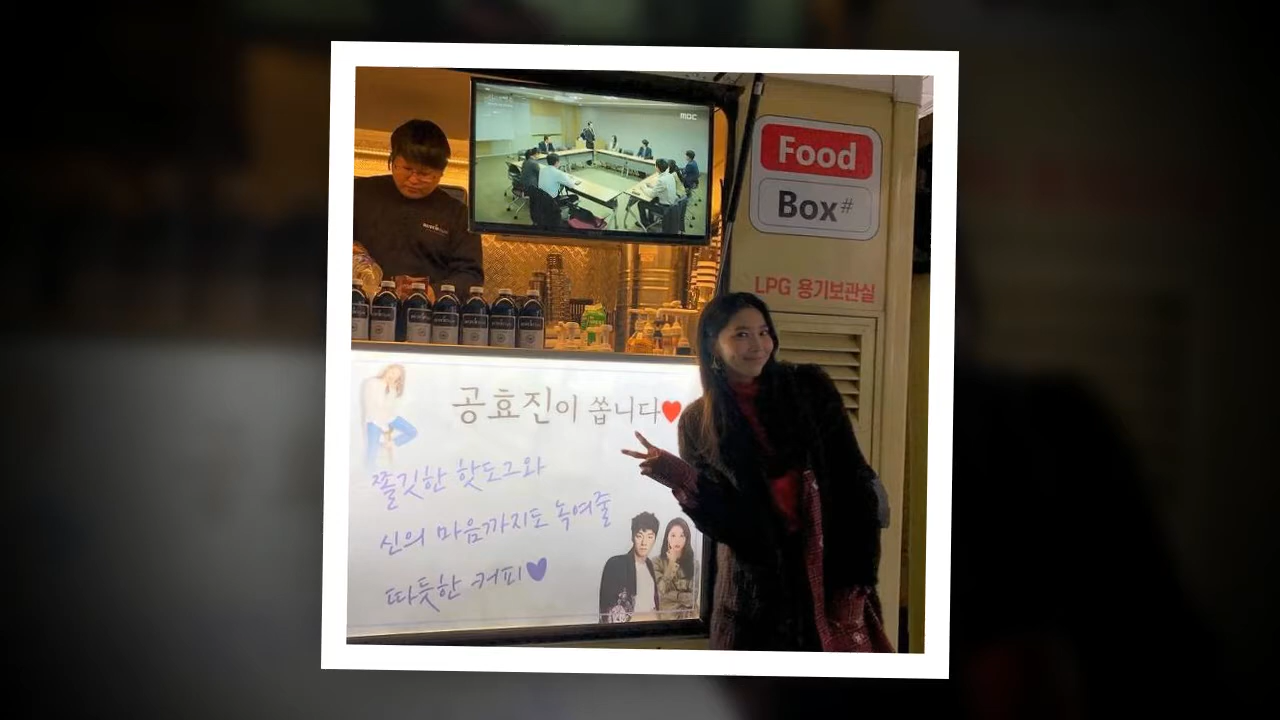 mbc
Food
Box#
LPG 용기보관실
공효진이 쏩니다♥
쫄깃한 핫도그와
신의 마음까지도 녹여줄
따듯한 커피♥